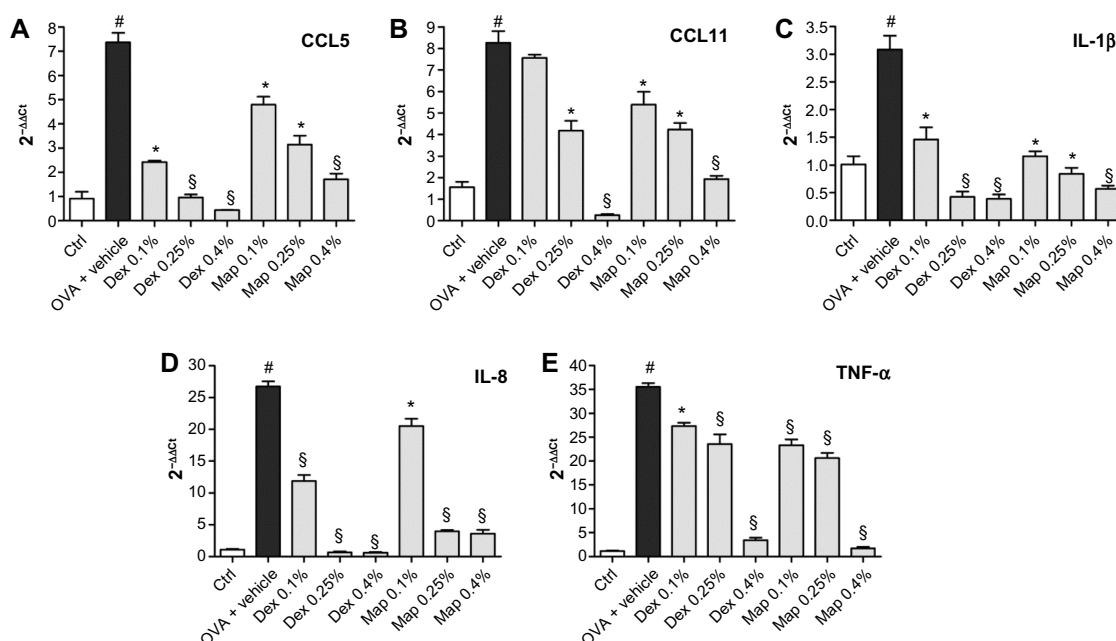 A
CCL5
2−ΔΔCt
8
7
6
5
4
3
2
1
0
#
*
§
§
*
*
§
Ctrl
OVA + vehicle
Dex 0.1%
Dex 0.25%
Dex 0.4%
Map 0.1%
Map 0.25%
Map 0.4%
B
CCL11
2−ΔΔCt
9
8
7
6
5
4
3
2
1
0
#
*
§
*
*
§
Ctrl
OVA + vehicle
Dex 0.1%
Dex 0.25%
Dex 0.4%
Map 0.1%
Map 0.25%
Map 0.4%
C
IL-1β
2−ΔΔCt
3.5
3.0
2.5
2.0
1.5
1.0
0.5
0.0
#
*
§
§
*
*
§
Ctrl
OVA + vehicle
Dex 0.1%
Dex 0.25%
Dex 0.4%
Map 0.1%
Map 0.25%
Map 0.4%
D
IL-8
2−ΔΔCt
30
25
20
15
10
5
0
#
§
§
§
*
§
§
Ctrl
OVA + vehicle
Dex 0.1%
Dex 0.25%
Dex 0.4%
Map 0.1%
Map 0.25%
Map 0.4%
E
TNF-α
2−ΔΔCt
40
35
30
25
20
15
10
5
0
#
*
§
§
§
§
§
Ctrl
OVA + vehicle
Dex 0.1%
Dex 0.25%
Dex 0.4%
Map 0.1%
Map 0.25%
Map 0.4%